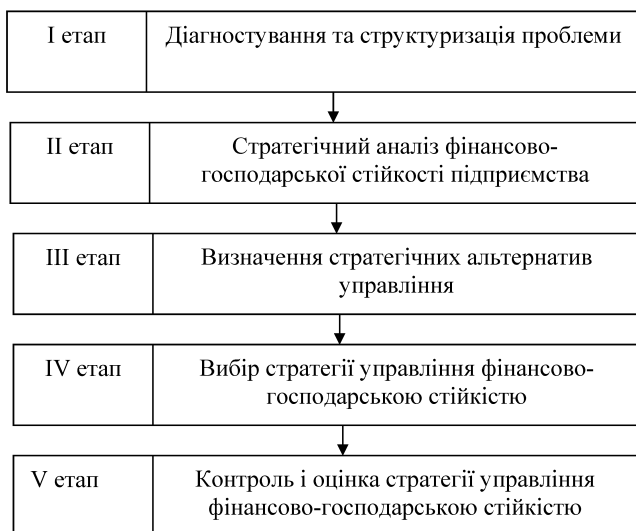 I етап Діагностування та структуризація проблеми
II етап Стратегічний аналіз фінансово-
господарської стійкості підприємства
III етап Визначення стратегічних альтернатив
управління
IV етап Вибір стратегії управління фінансово-
господарською стійкістю
V етап Контроль і оцінка стратегії управління
фінансово-господарською стійкістю